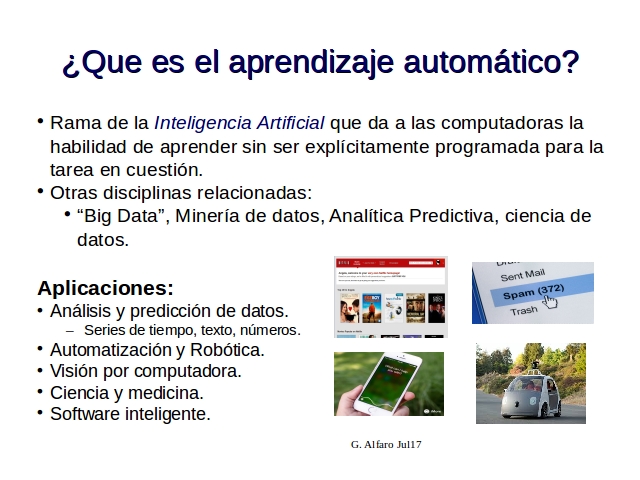 ¿Que es el aprendizaje automático?
• Rama de la Inteligencia Artificial que da a las computadoras la
habilidad de aprender sin ser explícitamente programada para la
tarea en cuestión.
• Otras disciplinas relacionadas:
• “Big Data”, Minería de datos, Analítica Predictiva, ciencia de
datos.
Aplicaciones:
• Análisis y predicción de datos.
– Series de tiempo, texto, números.
• Automatización y Robótica.
• Visión por computadora.
• Ciencia y medicina.
• Software inteligente.
Sent Mail
Spam (372)
Trash
G. Alfaro Jul17